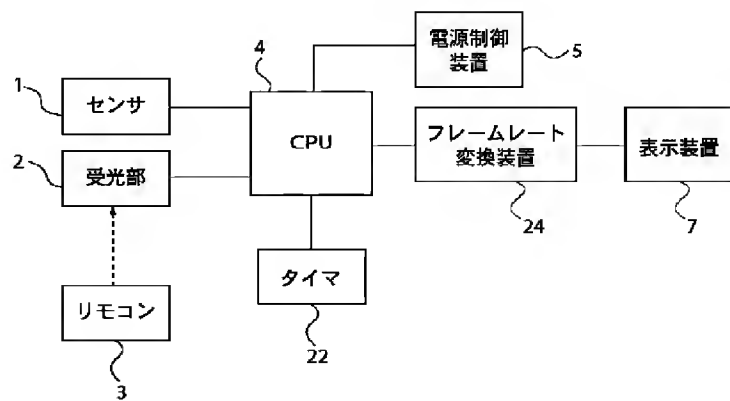 電源制御
装置
5
4
1
センサ
CPU
フレームレート
変換装置
24
表示装置
7
2
受光部
タイマ
22
リモコン
3